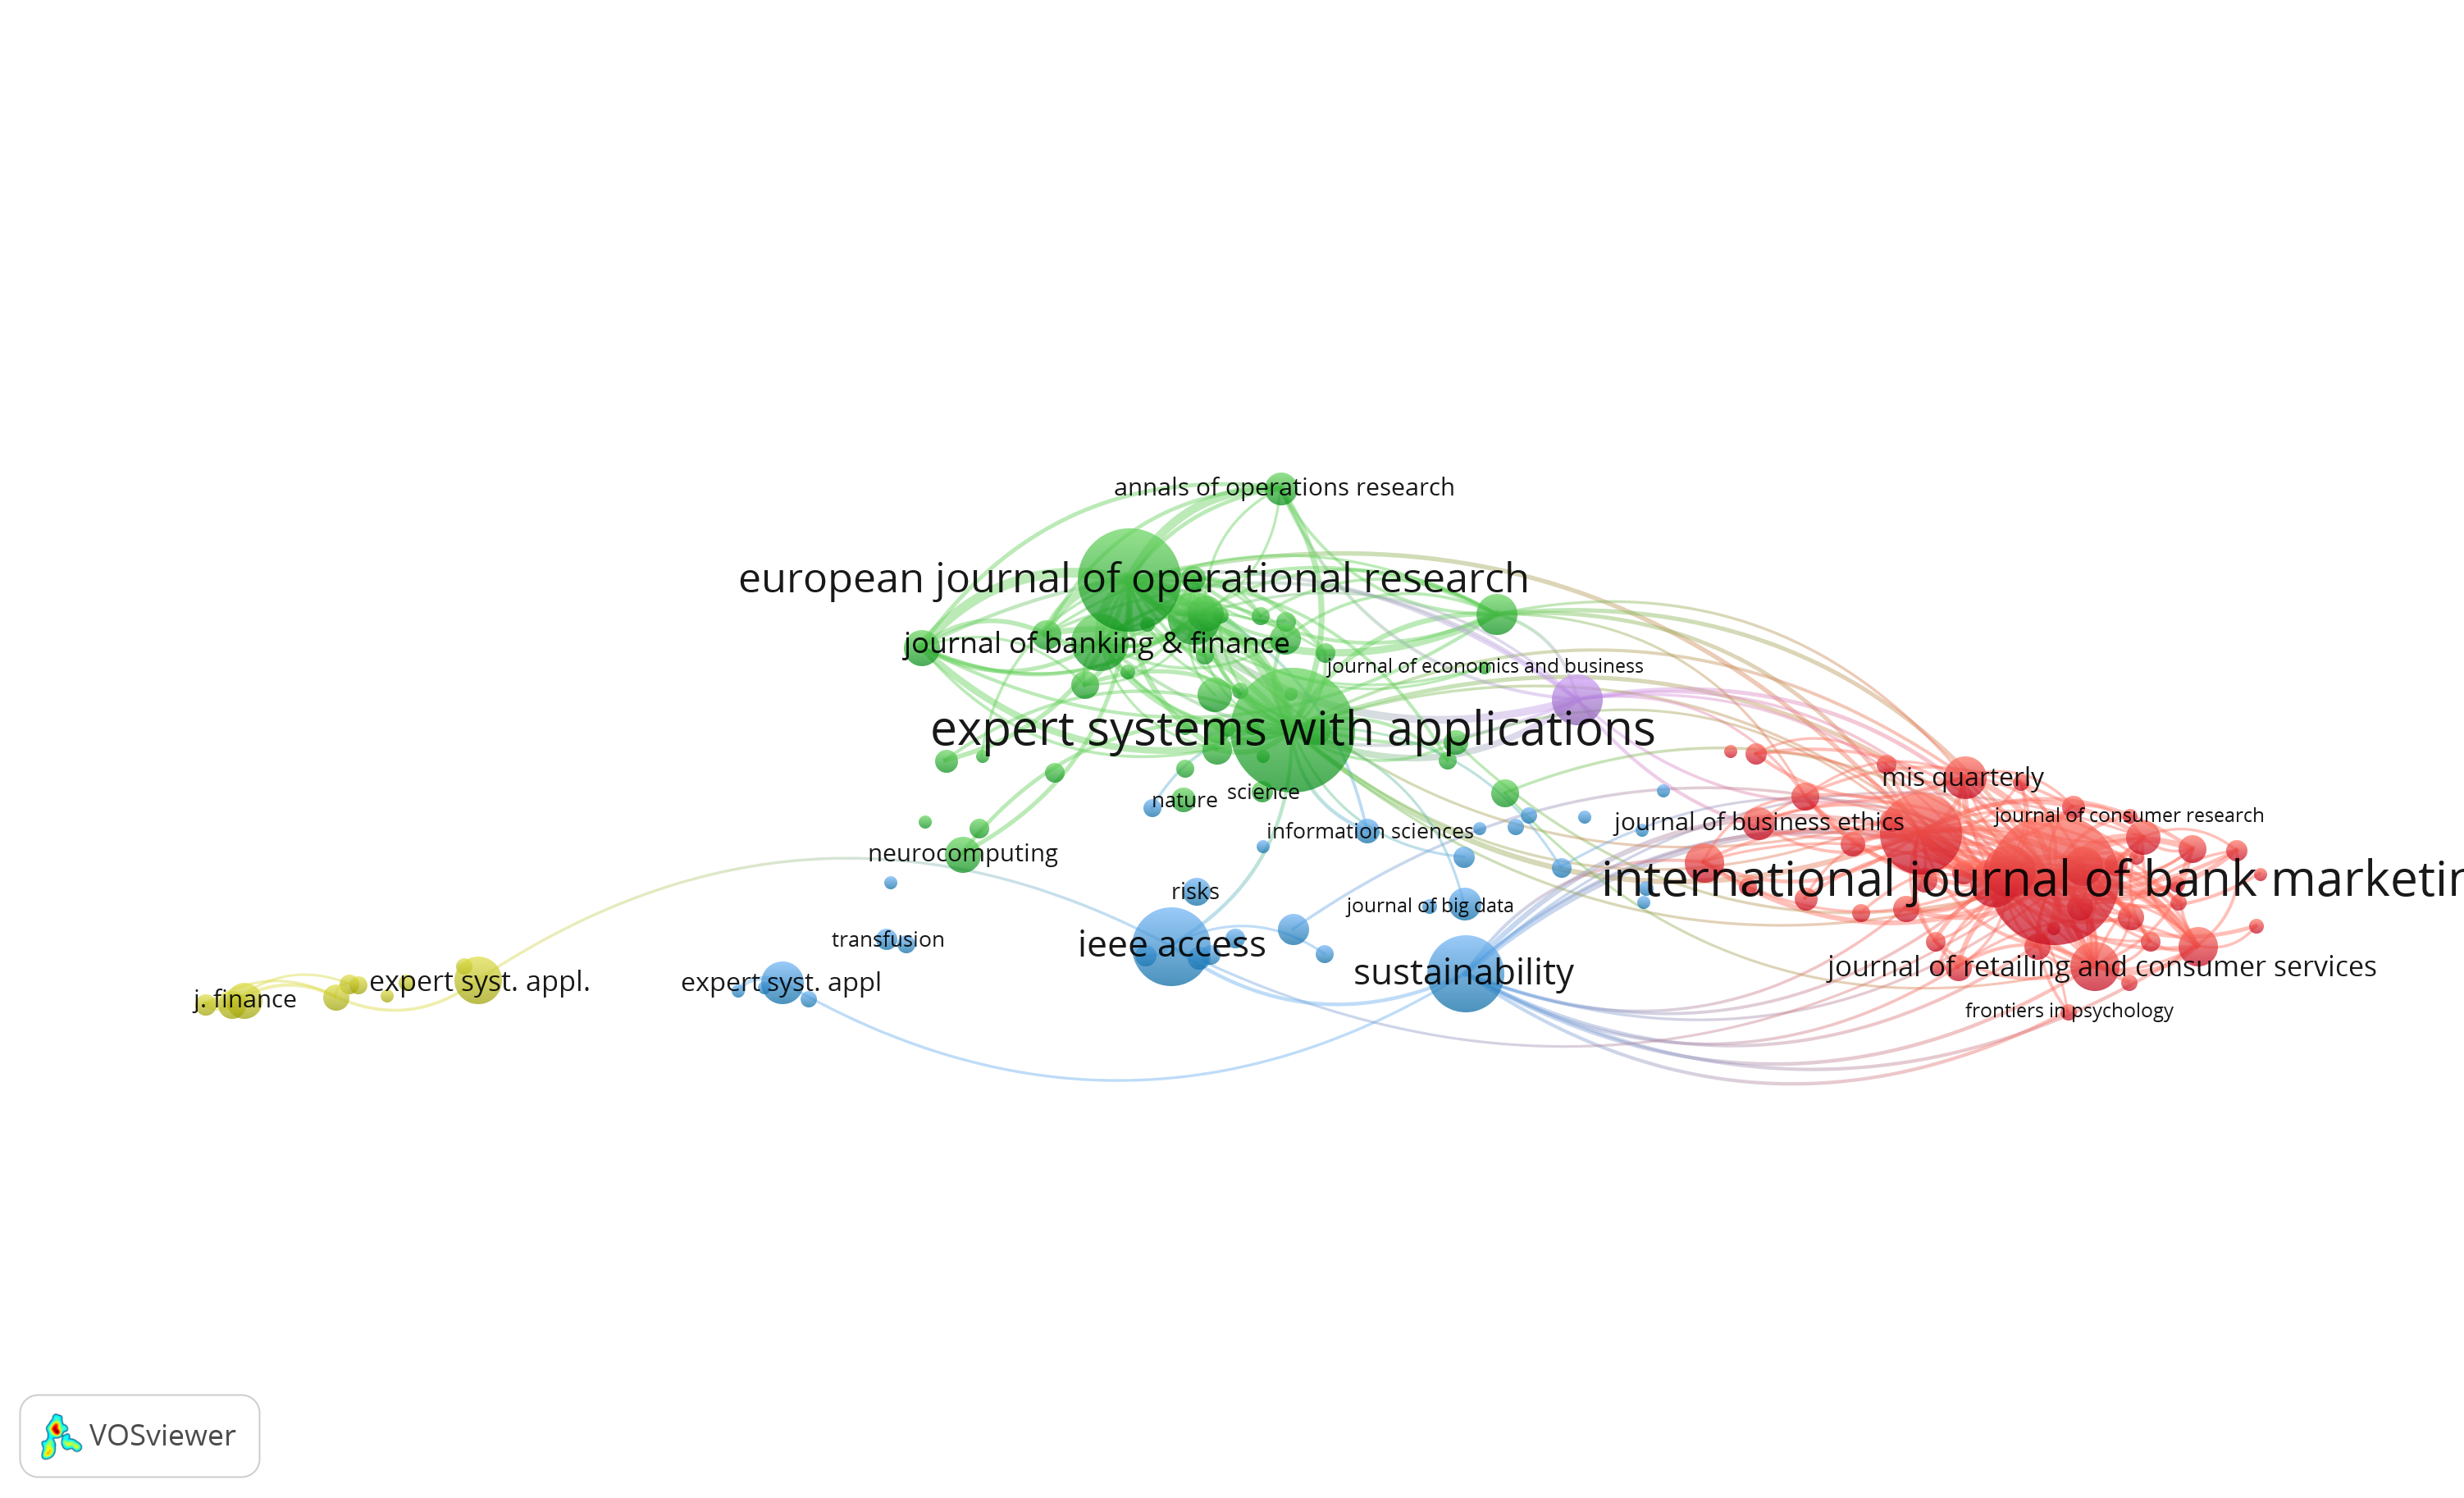 annals of operations research
european journal of operational research
journal of banking & finance
journal of economics and business
expert systems with applications
mis quarterly
science
nature
journal of consumer research
journal of business ethics
information sciences
neurocomputing
international journal of bank marketin
risks
journal of big data
transfusion
ieee access
journal of retailing and consumer services
sustainability
expert syst. appl.
expert syst. appl
j. finance
frontiers in psychology
VOSviewer